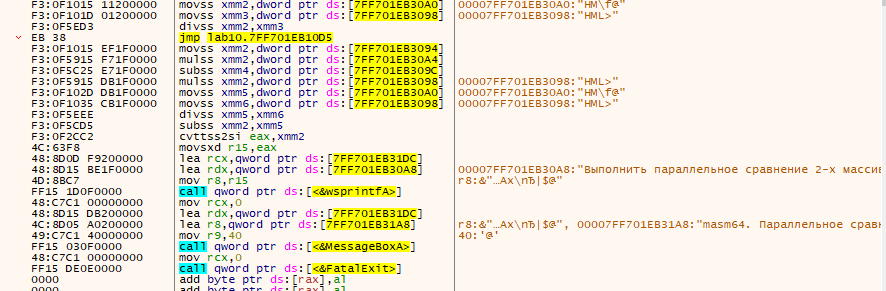 F3:0F1015 11200000 movss xmm2,dword ptr ds:[7FF701EB30A0] 00007FF701EB30A0:"HM\f@"
F3:0F101D 01200000 movss xmm3,dword ptr ds:[7FF701EB3098] 00007FF701EB3098:"HML>"
F3:0F5ED3 divss xmm2,xmm3
EB 38 jmp lab10.7FF701EB10D5
F3:0F1015 EF1F0000 movss xmm2,dword ptr ds:[7FF701EB3094]
F3:0F5915 F71F0000 mulss xmm2,dword ptr ds:[7FF701EB30A4]
F3:0F5C25 E71F0000 subss xmm4,dword ptr ds:[7FF701EB309C]
F3:0F5915 DB1F0000 mulss xmm2,dword ptr ds:[7FF701EB3098] 00007FF701EB3098:"HML>"
F3:0F102D DB1F0000 movss xmm5,dword ptr ds:[7FF701EB30A0] 00007FF701EB30A0:"HM\f@"
F3:0F1035 CB1F0000 movss xmm6,dword ptr ds:[7FF701EB3098] 00007FF701EB3098:"HML>"
F3:0F5EEE divss xmm5,xmm6
F3:0F5CD5 subss xmm2,xmm5
F3:0F2CC2 cvttss2si eax,xmm2
4C:63F8 movsxd r15,eax
48:8D0D F9200000 lea rcx,qword ptr ds:[7FF701EB31DC]
48:8D15 BE1F0000 lea rdx,qword ptr ds:[7FF701EB30A8] 00007FF701EB30A8:"Выполнить параллельное сравнение 2-х массив
4D:8BC7 mov r8,r15 r8:&"…Ax\nЂ|$@"
FF15 1D0F0000 call qword ptr ds:[<&wsprintfA>]
48:C7C1 00000000 mov rcx,0
48:8D15 DB200000 lea rdx,qword ptr ds:[7FF701EB31DC]
4C:8D05 A0200000 lea r8,qword ptr ds:[7FF701EB31A8] r8:&"…Ax\nЂ|$@", 00007FF701EB31A8:"masm64. Параллельное срав
49:C7C1 40000000 mov r9,40 40:'@'
FF15 030F0000 call qword ptr ds:[<&MessageBoxA>]
48:C7C1 00000000 mov rcx,0
FF15 DE0E0000 call qword ptr ds:[<&FatalExit>]
0000 add byte ptr ds:[rax],al
0000 add byte ptr ds:[rax],al